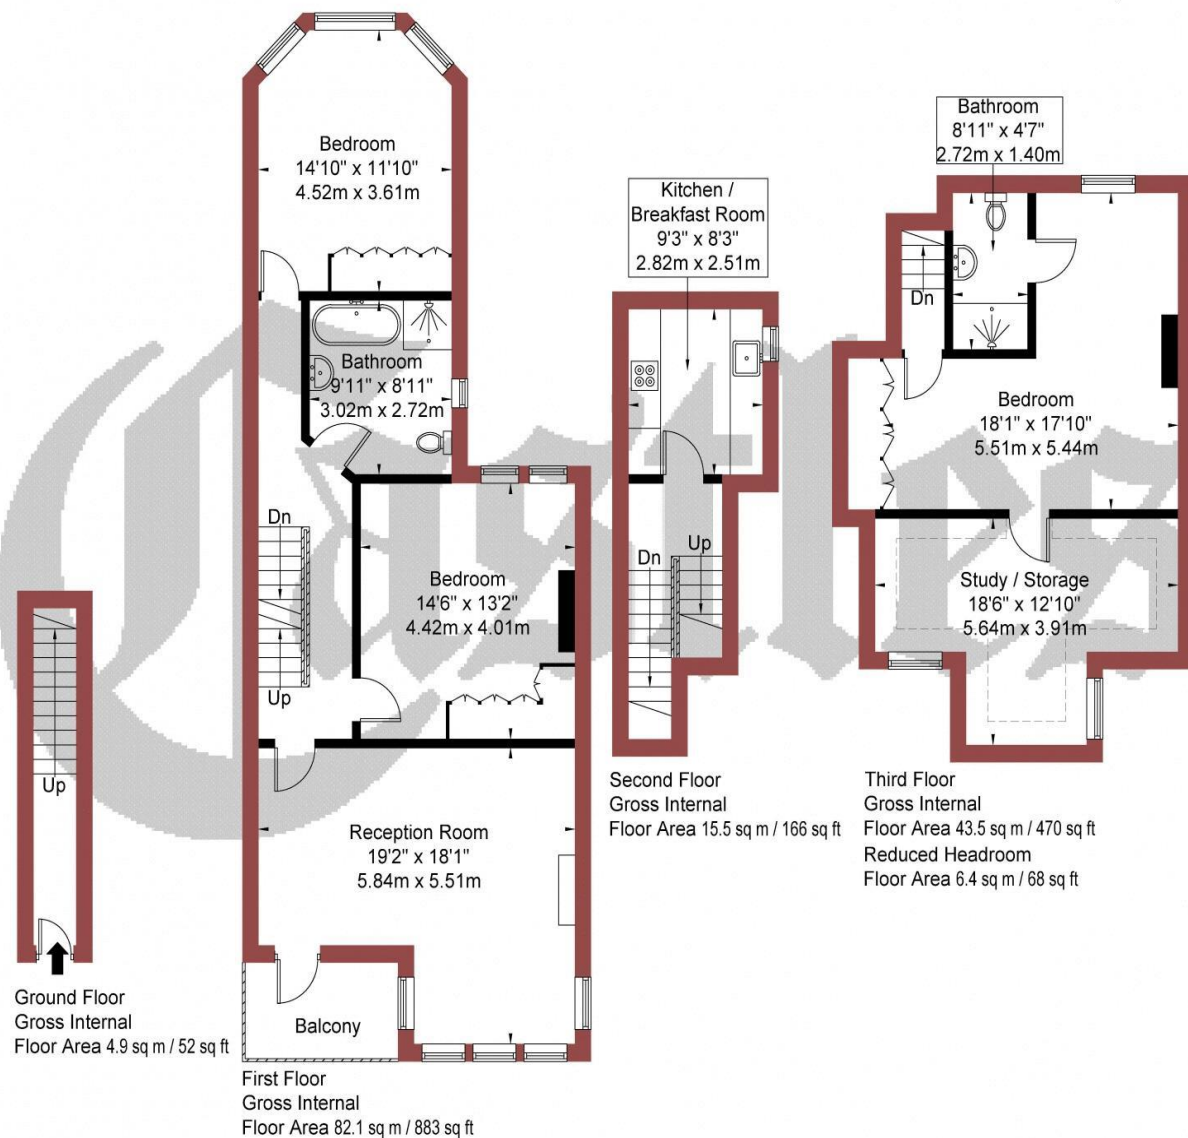 Bedroom
14'10" x 11'10"
4.52m x 3.61m
Bathroom
9'11" x 8'11"
3.02m x 2.72m
Dn
Up
Bedroom
14'6" x 13'2"
4.42m x 4.01m
Reception Room
19'2" x 18'1"
5.84m x 5.51m
Balcony
First Floor
Gross Internal
Floor Area 82.1 sq m / 883 sq ft
Up
Ground Floor
Gross Internal
Floor Area 4.9 sq m / 52 sq ft
Kitchen /
Breakfast Room
9'3" x 8'3"
2.82m x 2.51m
Dn
Up
Second Floor
Gross Internal
Floor Area 15.5 sq m / 166 sq ft
Bathroom
8'11" x 4'7"
2.72m x 1.40m
Dn
Bedroom
18'1" x 17'10"
5.51m x 5.44m
Study / Storage
18'6" x 12'10"
5.64m x 3.91m
Third Floor
Gross Internal
Floor Area 43.5 sq m / 470 sq ft
Reduced Headroom
Floor Area 6.4 sq m / 68 sq ft